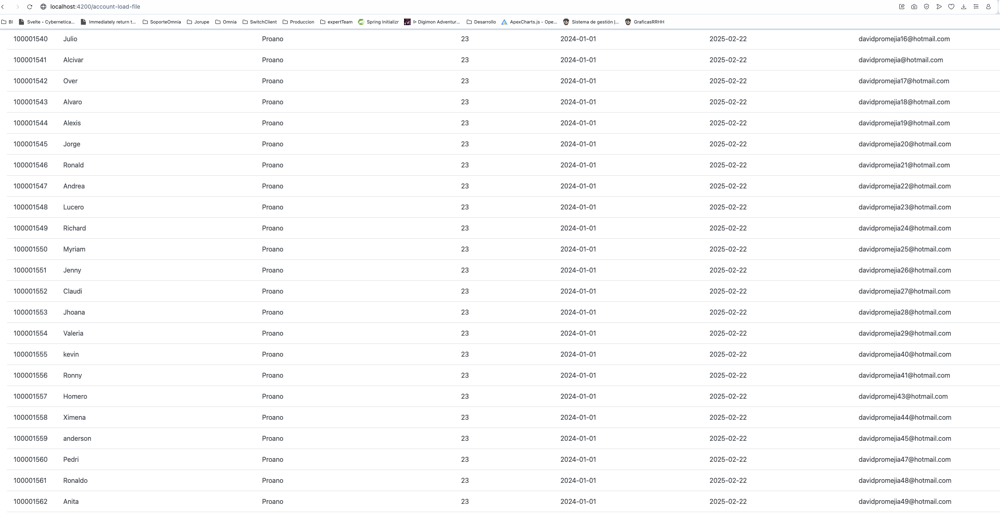 localhost:4200/account-load-file
BI Svelte • Cybernetica... Immediately return t... SoporteOmnia Jorupe Omnia SwitchClient Produccion expertTeam Spring Initializr ᐅ Digimon Adventur... Desarrollo ApexCharts.js - Ope... Sistema de gestión |... GraficasRRHH
100001540 Julio Proano 23 2024-01-01 2025-02-22 davidpromejia16@hotmail.com
100001541 Alcivar Proano 23 2024-01-01 2025-02-22 davidpromejia@hotmail.com
100001542 Over Proano 23 2024-01-01 2025-02-22 davidpromejia17@hotmail.com
100001543 Alvaro Proano 23 2024-01-01 2025-02-22 davidpromejia18@hotmail.com
100001544 Alexis Proano 23 2024-01-01 2025-02-22 davidpromejia19@hotmail.com
100001545 Jorge Proano 23 2024-01-01 2025-02-22 davidpromejia20@hotmail.com
100001546 Ronald Proano 23 2024-01-01 2025-02-22 davidpromejia21@hotmail.com
100001547 Andrea Proano 23 2024-01-01 2025-02-22 davidpromejia22@hotmail.com
100001548 Lucero Proano 23 2024-01-01 2025-02-22 davidpromejia23@hotmail.com
100001549 Richard Proano 23 2024-01-01 2025-02-22 davidpromejia24@hotmail.com
100001550 Myriam Proano 23 2024-01-01 2025-02-22 davidpromejia25@hotmail.com
100001551 Jenny Proano 23 2024-01-01 2025-02-22 davidpromejia26@hotmail.com
100001552 Claudi Proano 23 2024-01-01 2025-02-22 davidpromejia27@hotmail.com
100001553 Jhoana Proano 23 2024-01-01 2025-02-22 davidpromejia28@hotmail.com
100001554 Valeria Proano 23 2024-01-01 2025-02-22 davidpromejia29@hotmail.com
100001555 kevin Proano 23 2024-01-01 2025-02-22 davidpromejia40@hotmail.com
100001556 Ronny Proano 23 2024-01-01 2025-02-22 davidpromejia41@hotmail.com
100001557 Homero Proano 23 2024-01-01 2025-02-22 davidpromeji43@hotmail.com
100001558 Ximena Proano 23 2024-01-01 2025-02-22 davidpromejia44@hotmail.com
100001559 anderson Proano 23 2024-01-01 2025-02-22 davidpromejia45@hotmail.com
100001560 Pedri Proano 23 2024-01-01 2025-02-22 davidpromejia47@hotmail.com
100001561 Ronaldo Proano 23 2024-01-01 2025-02-22 davidpromejia48@hotmail.com
100001562 Anita Proano 23 2024-01-01 2025-02-22 davidpromejia49@hotmail.com